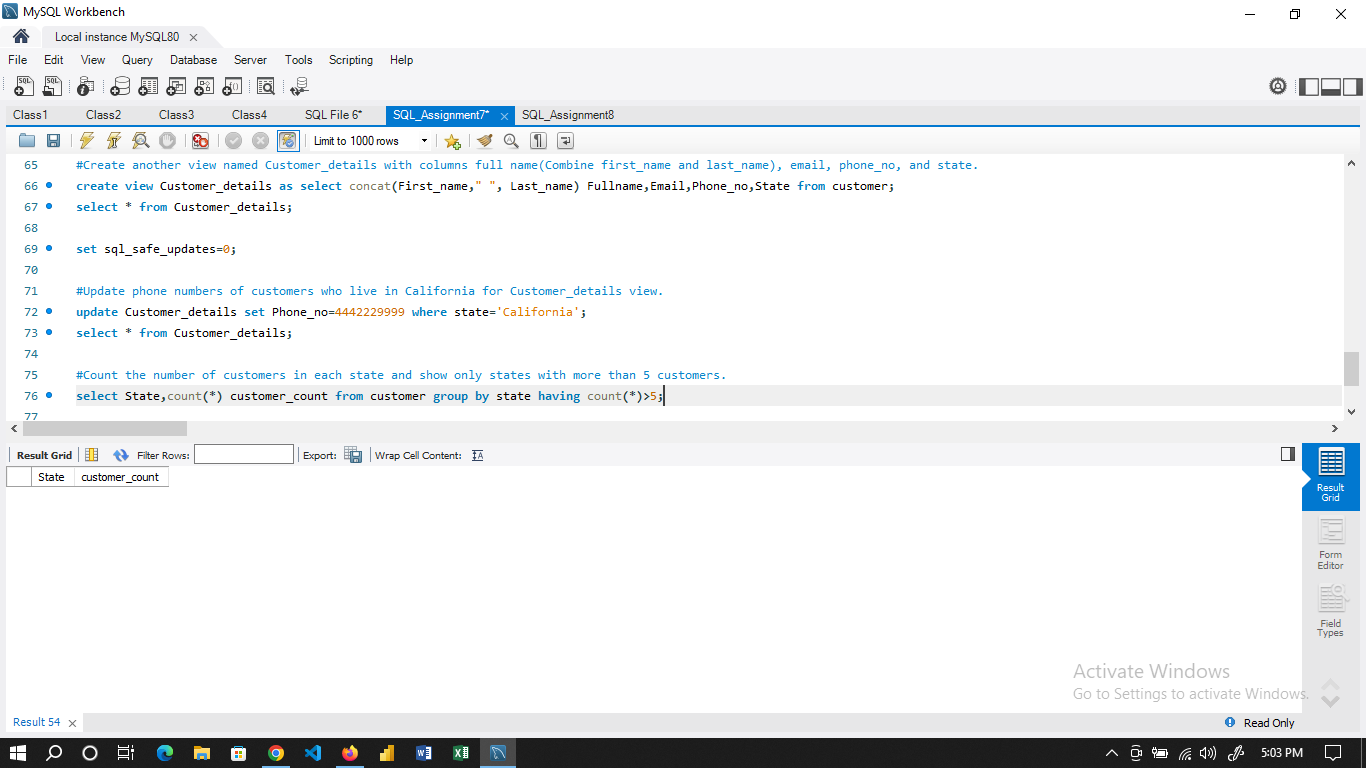 MySQL Workbench
Local instance MySQL80
File Edit View Query Database Server Tools Scripting Help
Class1 Class2 Class3 Class4 SQL File 6* SQL_Assignment7* SQL_Assignment8
Limit to 1000 rows
65 #Create another view named Customer_details with columns full name(Combine first_name and last_name), email, phone_no, and state.
66 create view Customer_details as select concat(First_name," ", Last_name) Fullname,Email,Phone_no,State from customer;
67 select * from Customer_details;
68
69 set sql_safe_updates=0;
70
71 #Update phone numbers of customers who live in California for Customer_details view.
72 update Customer_details set Phone_no=4442229999 where state='California';
73 select * from Customer_details;
74
75 #Count the number of customers in each state and show only states with more than 5 customers.
76 select State,count(*) customer_count from customer group by state having count(*)>5;
77
Result Grid Filter Rows: Export: Wrap Cell Content:
State customer_count
Result
Grid
Form
Editor
Field
Types
Activate Windows
Go to Settings to activate Windows.
Result 54
Read Only
5:03 PM